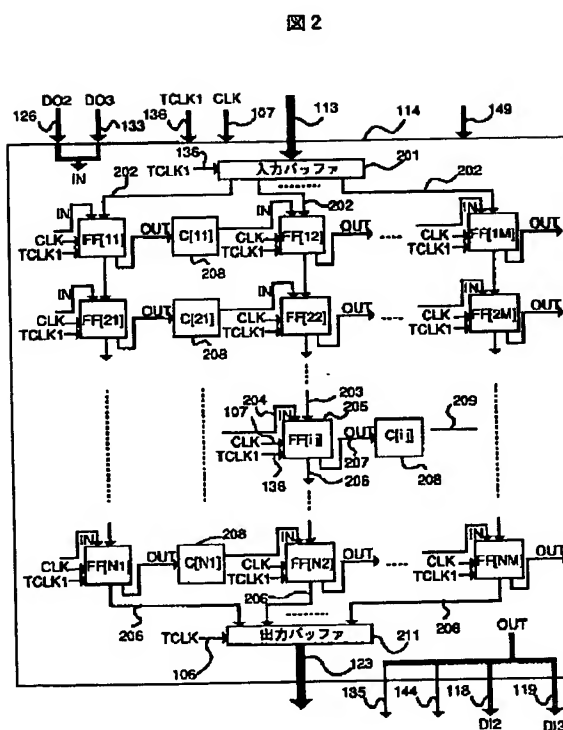 図2
DO2 DO3 TCLK1 CLK
126 133 136 107 113 114 149
IN
TCLK1 136 入力バッファ 201
202 202 202
IN FF[11] CLK TCLK1 OUT C[11] 208 IN FF[12] CLK TCLK1 OUT IN FF[1M] CLK TCLK1 OUT
IN FF[21] CLK TCLK1 OUT C[21] 208 IN FF[22] CLK TCLK1 OUT IN FF[2M] CLK TCLK1 OUT
203
204 IN 205 209
107 CLK FF[ij] OUT C[ij]
TCLK1 207
136 206 208
208
IN FF[N1] CLK TCLK1 OUT C[N1] IN FF[N2] CLK TCLK1 OUT IN FF[NM] CLK TCLK1 OUT
206 206 206
TCLK 出力バッファ 211 OUT
106 123
135 144 118 119
DI2 DI3